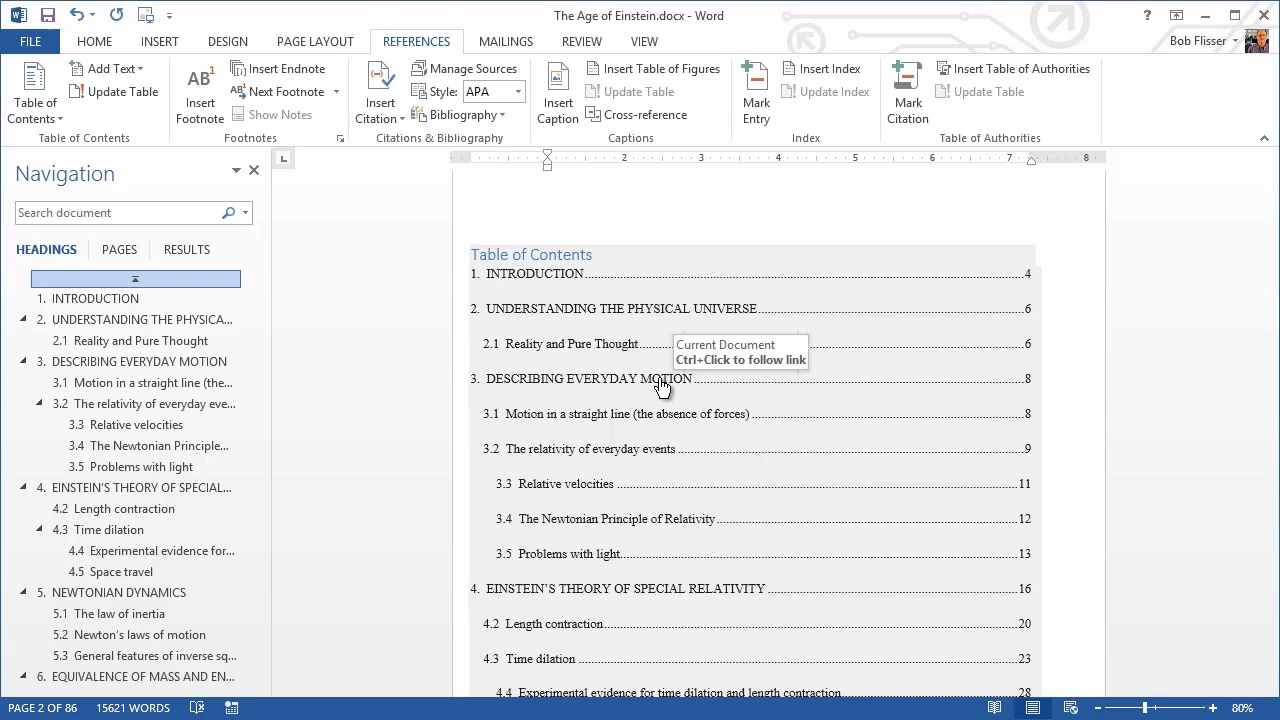 The Age of Einstein.docx - Word
?
FILE HOME INSERT DESIGN PAGE LAYOUT REFERENCES MAILINGS REVIEW VIEW Bob Flisser
Table of Contents
Add Text
Update Table
Table of Contents
AB1
Insert Footnote
Insert Endnote
AB1 Next Footnote
Show Notes
Footnotes
Insert Citation
Manage Sources
Style: APA
Bibliography
Citations & Bibliography
Insert Caption
Insert Table of Figures
Update Table
Cross-reference
Captions
Mark Entry
Insert Index
Update Index
Index
Mark Citation
Insert Table of Authorities
Update Table
Table of Authorities
Navigation
Search document
HEADINGS PAGES RESULTS
1. INTRODUCTION
2. UNDERSTANDING THE PHYSICA...
2.1 Reality and Pure Thought
3. DESCRIBING EVERYDAY MOTION
3.1 Motion in a straight line (the...
3.2 The relativity of everyday eve...
3.3 Relative velocities
3.4 The Newtonian Principle...
3.5 Problems with light
4. EINSTEIN'S THEORY OF SPECIAL...
4.2 Length contraction
4.3 Time dilation
4.4 Experimental evidence for...
4.5 Space travel
5. NEWTONIAN DYNAMICS
5.1 The law of inertia
5.2 Newton's laws of motion
5.3 General features of inverse sq...
6. EQUIVALENCE OF MASS AND EN...
2 3 4 5 6 7 8
Table of Contents
1. INTRODUCTION 4
2. UNDERSTANDING THE PHYSICAL UNIVERSE 6
2.1 Reality and Pure Thought 6
Current Document
Ctrl+Click to follow link
3. DESCRIBING EVERYDAY MOTION 8
3.1 Motion in a straight line (the absence of forces) 8
3.2 The relativity of everyday events 9
3.3 Relative velocities 11
3.4 The Newtonian Principle of Relativity 12
3.5 Problems with light 13
4. EINSTEIN'S THEORY OF SPECIAL RELATIVITY 16
4.2 Length contraction 20
4.3 Time dilation 23
4.4 Experimental evidence for time dilation and length contraction 28
PAGE 2 OF 86 15621 WORDS 80%